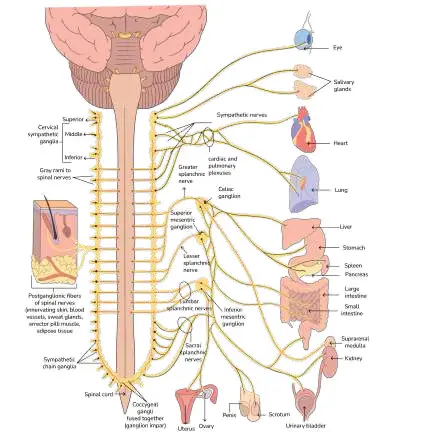 Eye
Salivary
glands
Superior
Cervical
sympathetic
ganglia
Middle
Inferior
Sympathetic nerves
cardiac and
pulmonary
plexuses
Heart
Gray rami to
spinal nerves
Greater
splanchnic
nerve
Celiac
ganglion
Lung
Superior
mesentric
ganglion
Liver
Stomach
Lesser
splanchnic
nerve
Spleen
Pancreas
Postganglionic fibers
of spinal nerves
(innervating skin, blood
vessels, sweat glands,
arrector pilli muscle,
adipose tissue
Large
intestine
Small
intestine
Lumbar
splanchnic nerves
Inferior
mesentric
ganglion
Sacral
splanchnic
nerves
Suprarenal
medulla
Kidney
Sympathetic
chain ganglia
Spinal cord
Coccygeal
gangli
fused together
(ganglion impar)
Uterus
Ovary
Penis
Scrotum
Urinary bladder